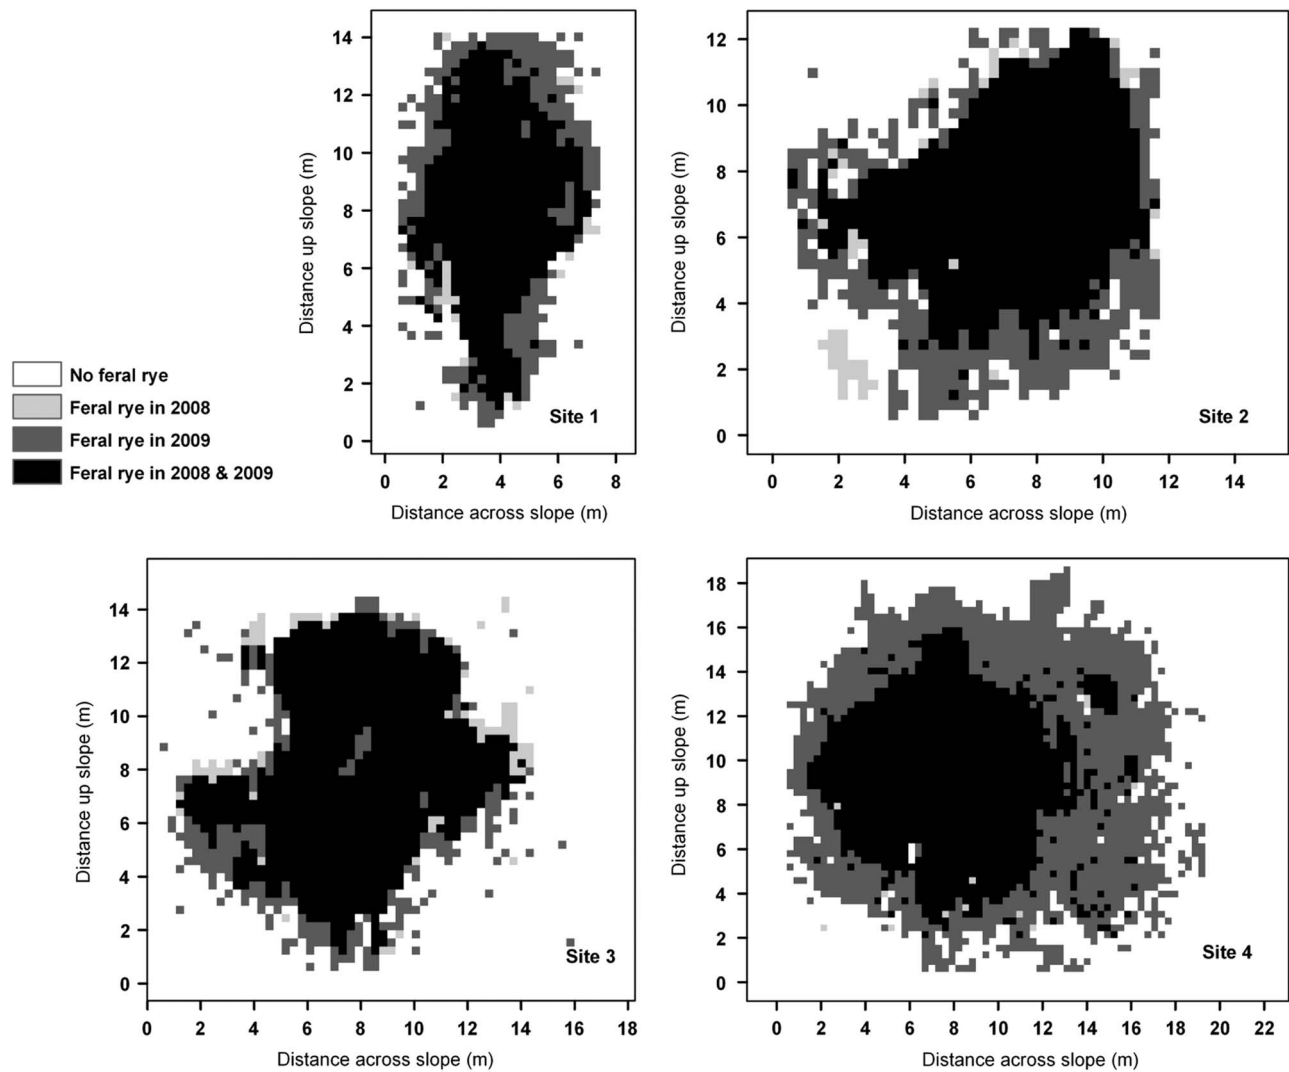 14
12
10
8
6
4
2
0
Distance up slope (m)
Site 1
0 2 4 6 8
Distance across slope (m)
12
10
8
6
4
2
0
Distance up slope (m)
Site 2
0 2 4 6 8 10 12 14
Distance across slope (m)
No feral rye
Feral rye in 2008
Feral rye in 2009
Feral rye in 2008 & 2009
14
12
10
8
6
4
2
0
Distance up slope (m)
Site 3
0 2 4 6 8 10 12 14 16 18
Distance across slope (m)
18
16
14
12
10
8
6
4
2
0
Distance up slope (m)
Site 4
0 2 4 6 8 10 12 14 16 18 20 22
Distance across slope (m)